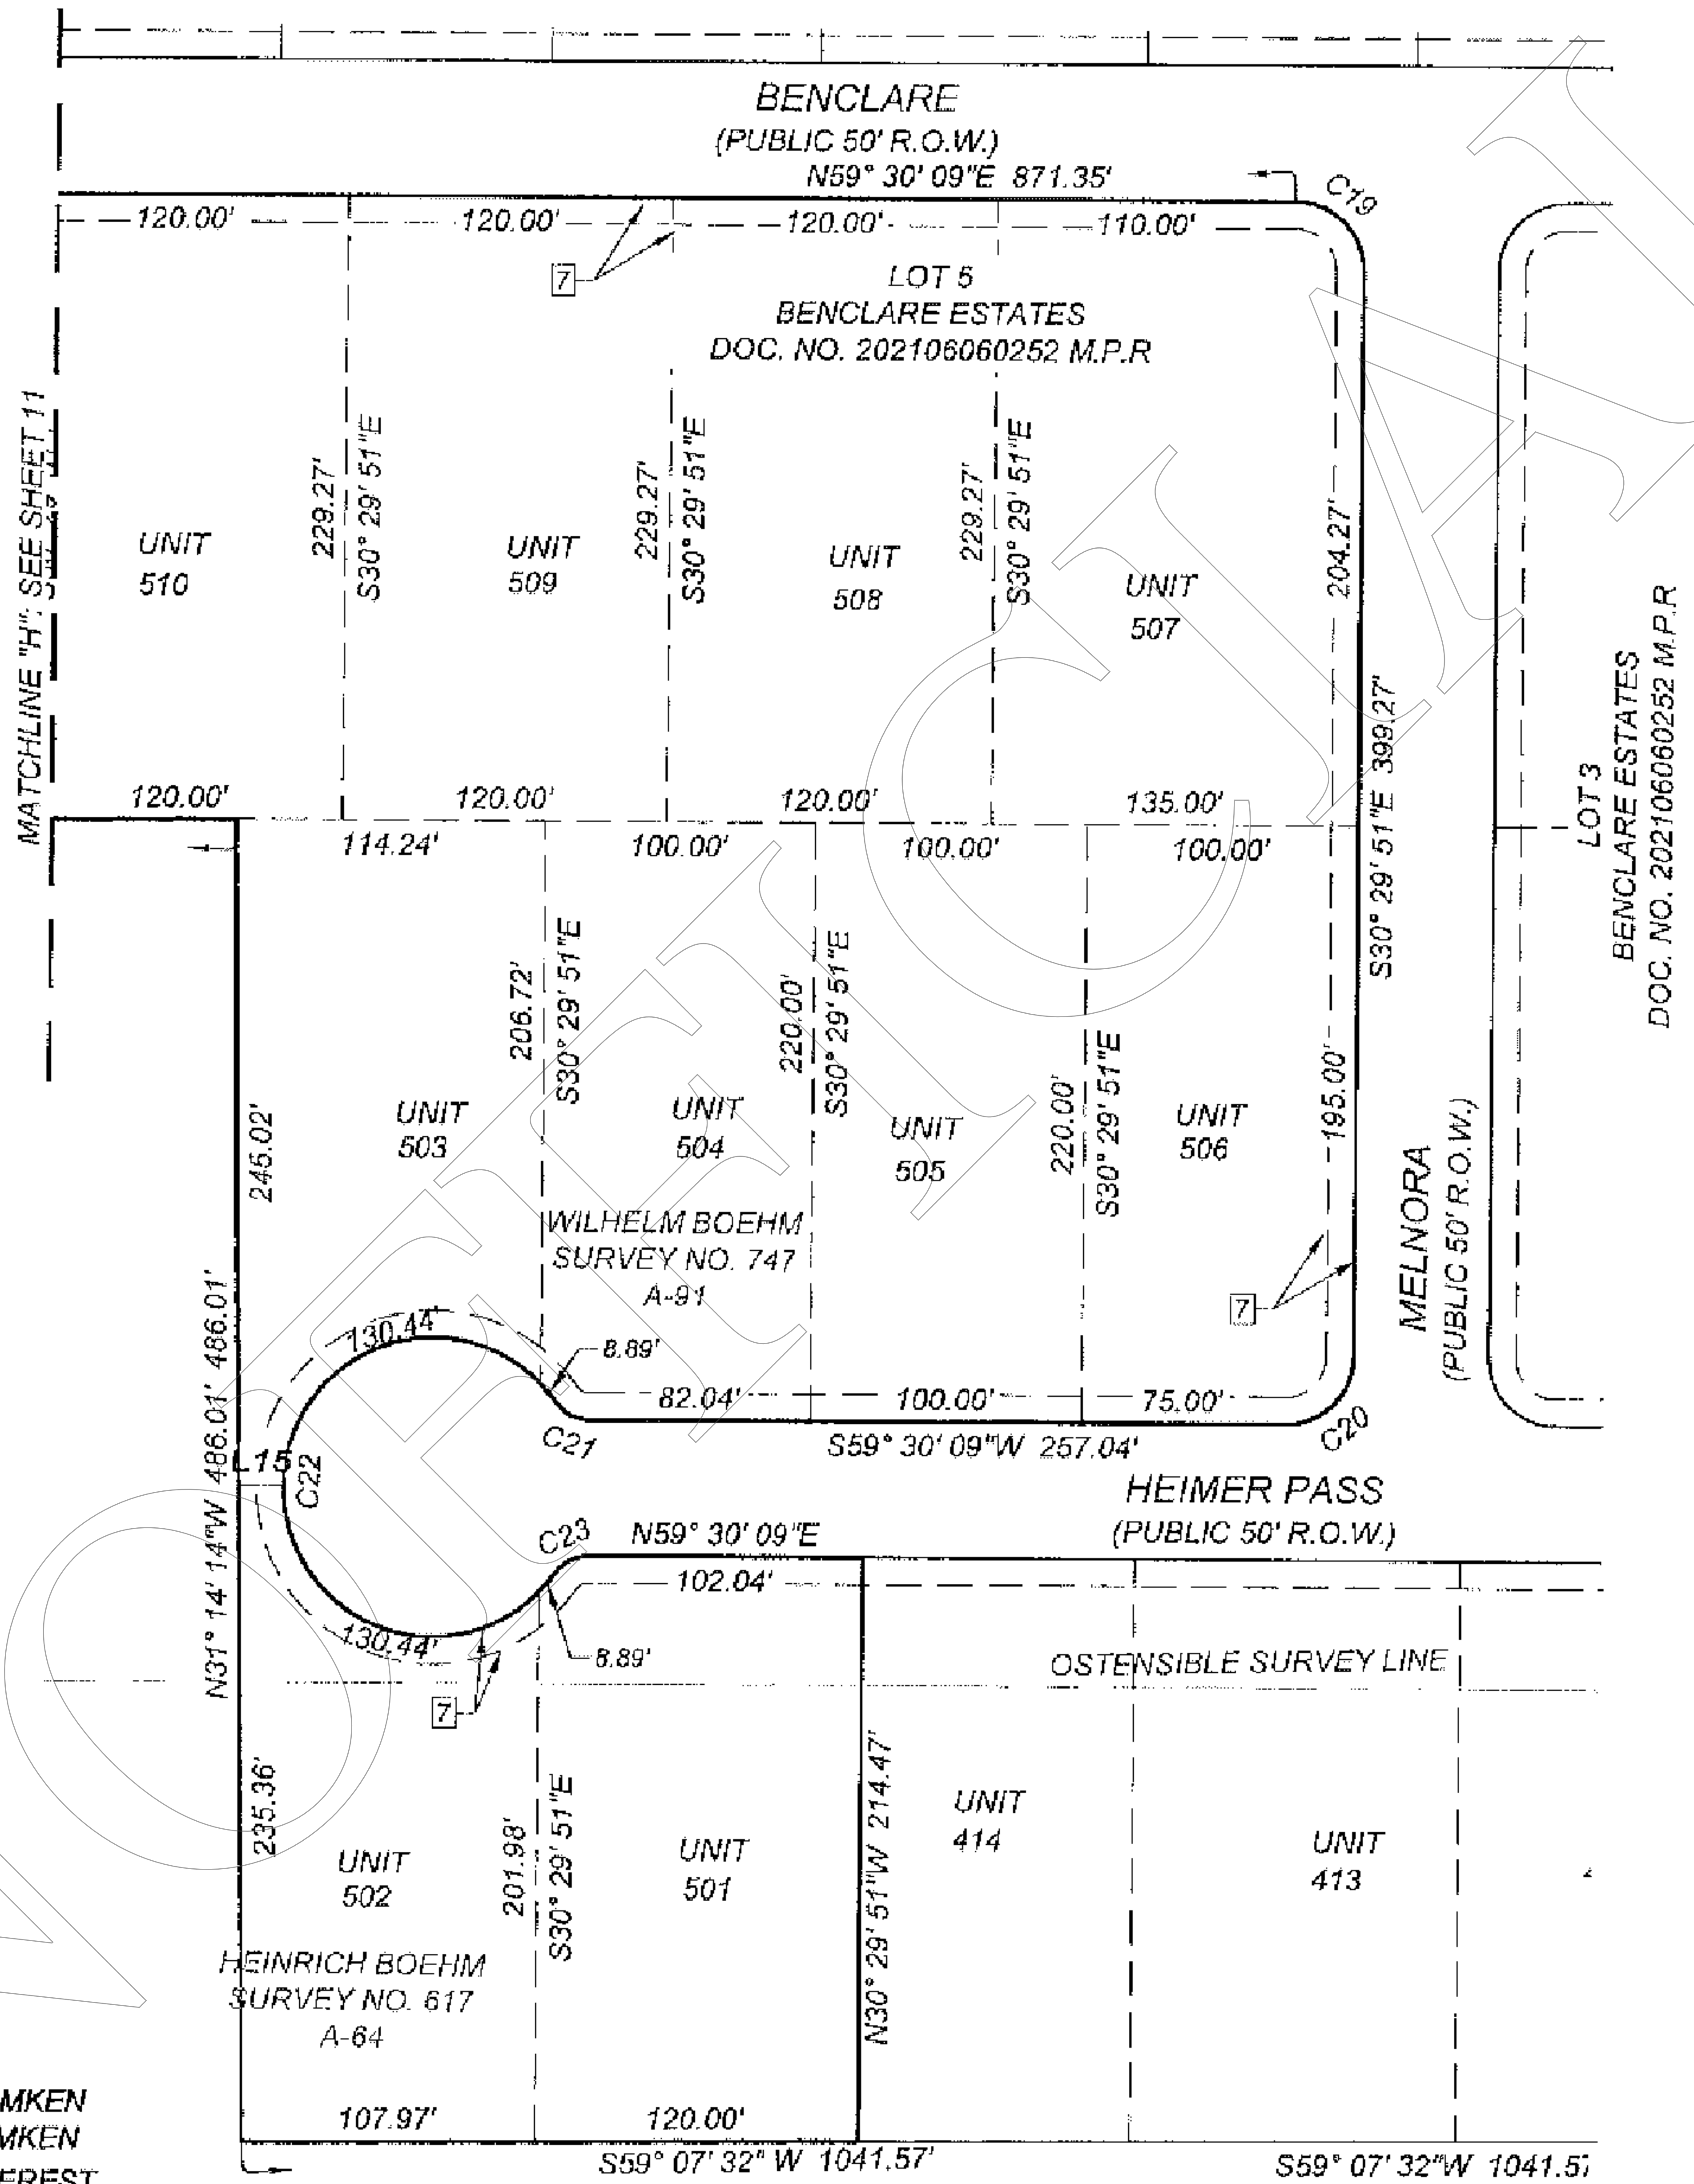 BENCLARE
(PUBLIC 50' R.O.W.)
N59° 30' 09"E 871.35'
C19
120.00'
120.00'
120.00'
110.00'
7
LOT 5
BENCLARE ESTATES
DOC. NO. 202106060252 M.P.R
MATCHLINE "H": SEE SHEET 11
229.27'
S30° 29' 51"E
229.27'
S30° 29' 51"E
229.27'
S30° 29' 51"E
204.27'
UNIT
510
UNIT
509
UNIT
508
UNIT
507
S30° 29' 51"E 399.27'
LOT 3
BENCLARE ESTATES
DOC. NO. 202106060252 M.P.R
120.00'
120.00'
120.00'
135.00'
114.24'
100.00'
100.00'
100.00'
206.72'
S30° 29' 51"E
220.00'
S30° 29' 51"E
220.00'
S30° 29' 51"E
195.00'
245.02'
UNIT
503
UNIT
504
UNIT
505
UNIT
506
MELNORA
(PUBLIC 50' R.O.W.)
WILHELM BOEHM
SURVEY NO. 747
A-91
7
130.44'
8.89'
82.04'
100.00'
75.00'
C21
S59° 30' 09"W 257.04'
C20
N31° 14' 14"W 486.01' 486.01'
L15
C22
HEIMER PASS
(PUBLIC 50' R.O.W.)
C23
N59° 30' 09"E
102.04'
130.44'
8.89'
7
OSTENSIBLE SURVEY LINE
235.36'
201.98'
S30° 29' 51"E
N30° 29' 51"W 214.47'
UNIT
502
UNIT
501
UNIT
414
UNIT
413
HEINRICH BOEHM
SURVEY NO. 617
A-64
MKEN
MKEN
EREST
107.97'
120.00'
S59° 07' 32" W 1041.57'
S59° 07' 32"W 1041.57